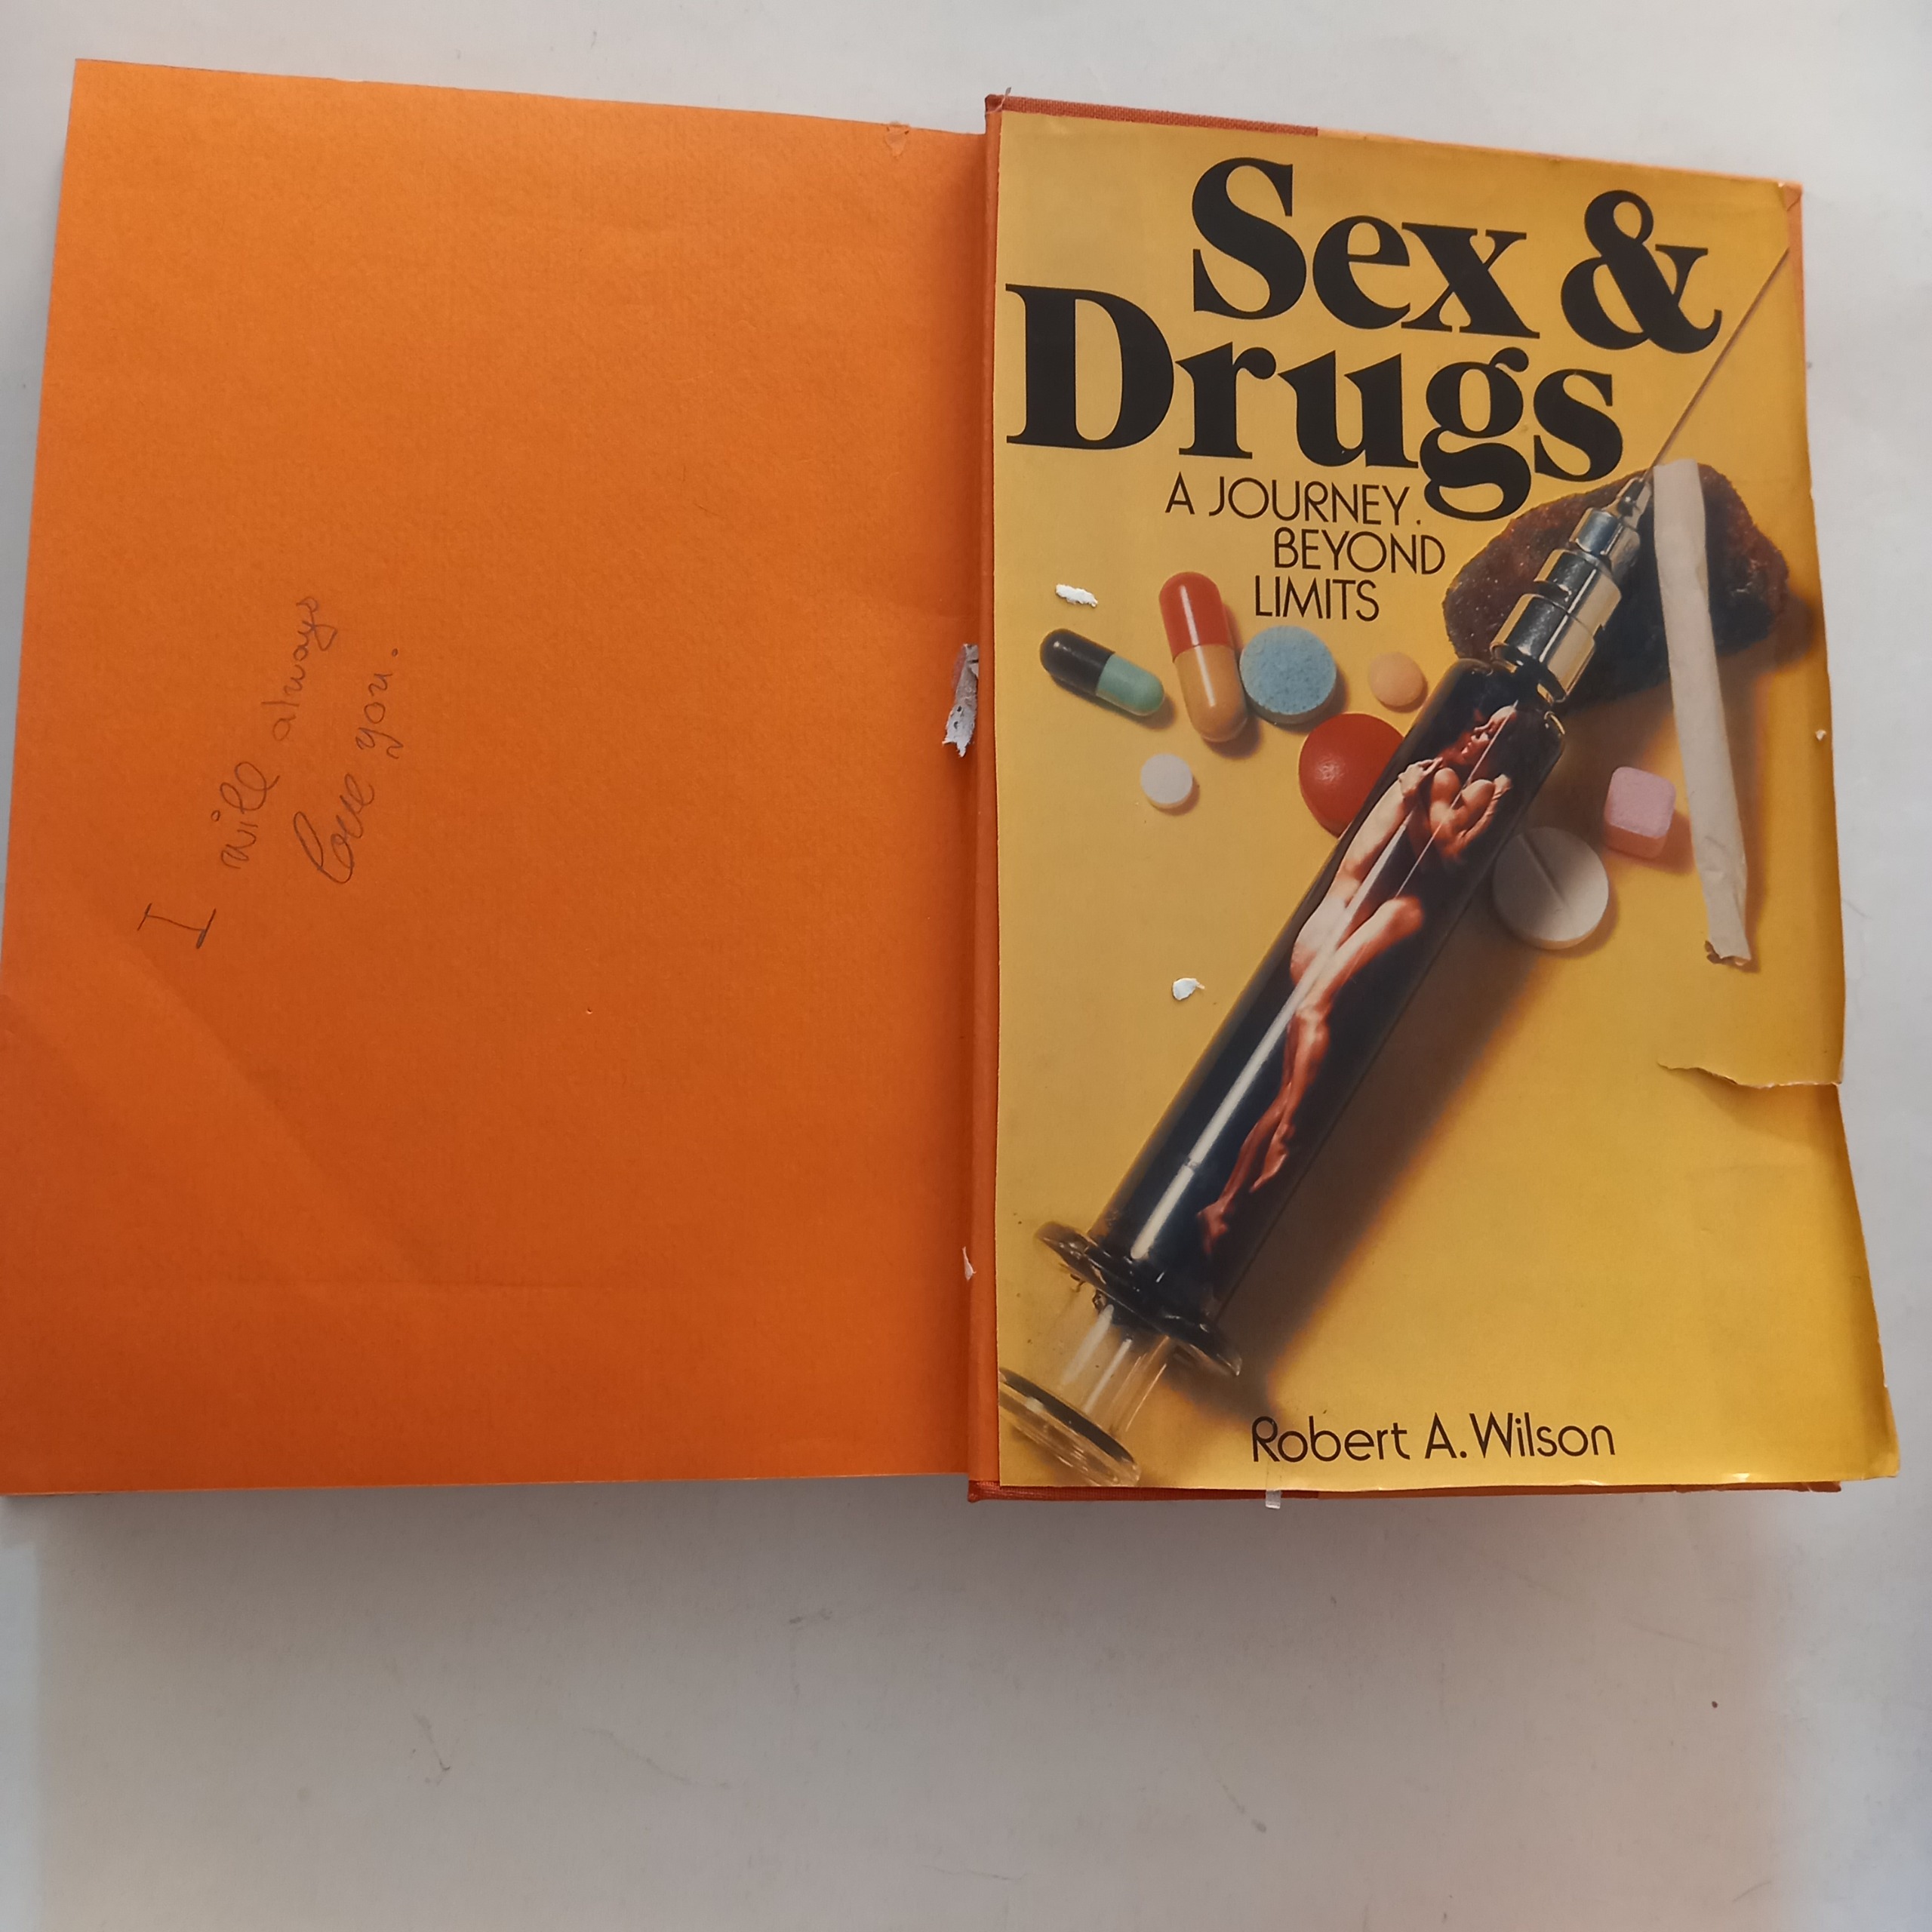 I will always
love you.
Sex &
Drugs
A JOURNEY
BEYOND
LIMITS
Robert A. Wilson